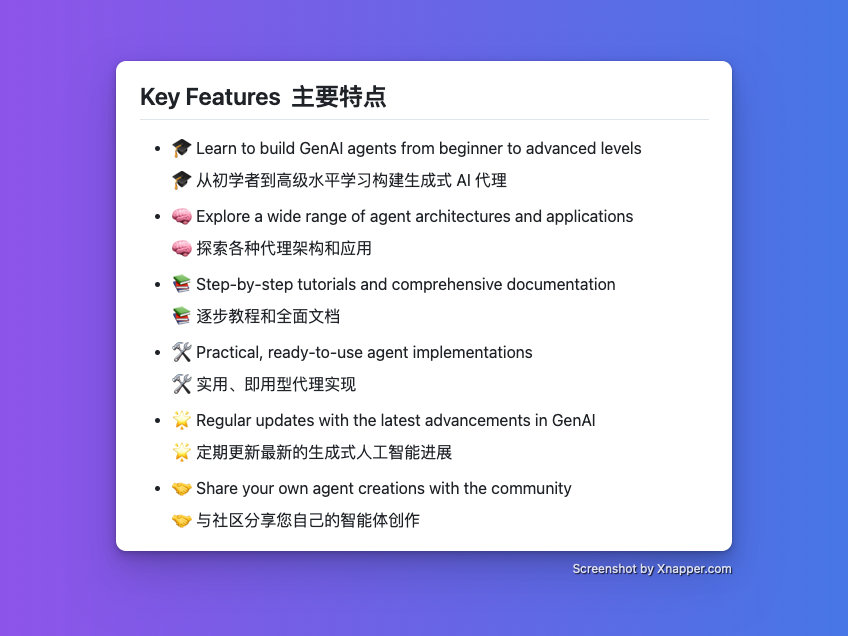 Key Features 主要特点
• 🎓 Learn to build GenAI agents from beginner to advanced levels
🎓 从初学者到高级水平学习构建生成式 AI 代理
• 🧠 Explore a wide range of agent architectures and applications
🧠 探索各种代理架构和应用
• 📚 Step-by-step tutorials and comprehensive documentation
📚 逐步教程和全面文档
• 🛠 Practical, ready-to-use agent implementations
🛠 实用、即用型代理实现
• 🌟 Regular updates with the latest advancements in GenAI
🌟 定期更新最新的生成式人工智能进展
• 🤝 Share your own agent creations with the community
🤝 与社区分享您自己的智能体创作
Screenshot by Xnapper.com